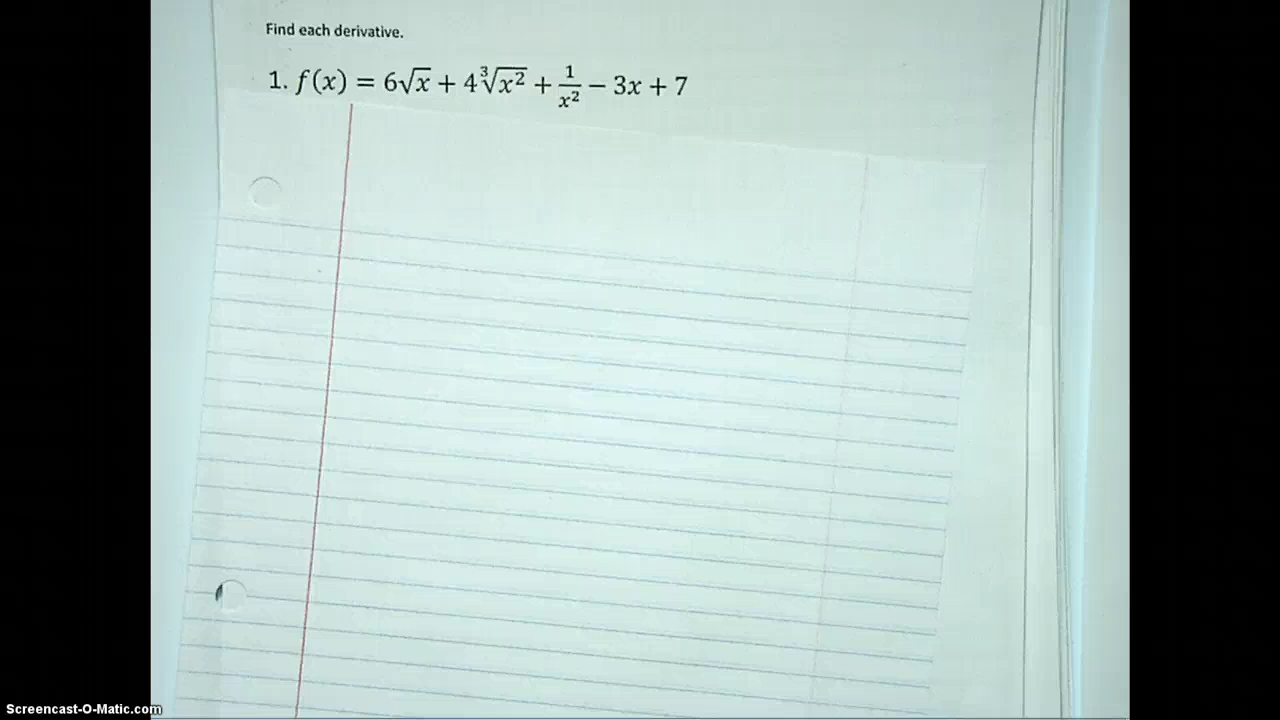 Find each derivative.
1. f(x) = 6√x + 4∛x² + 1/x² − 3x + 7
Screencast-O-Matic.com